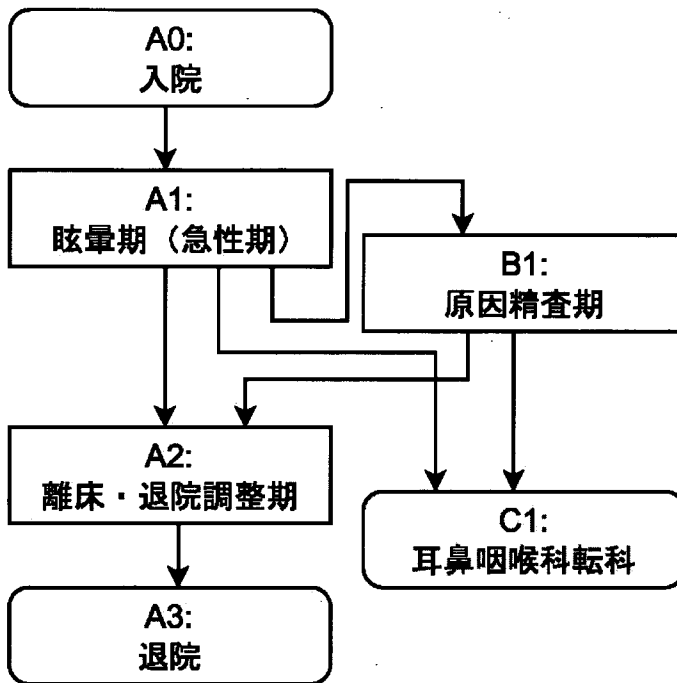 A0:
入院
A1:
眩暈期（急性期）
B1:
原因精査期
A2:
離床・退院調整期
C1:
耳鼻咽喉科転科
A3:
退院